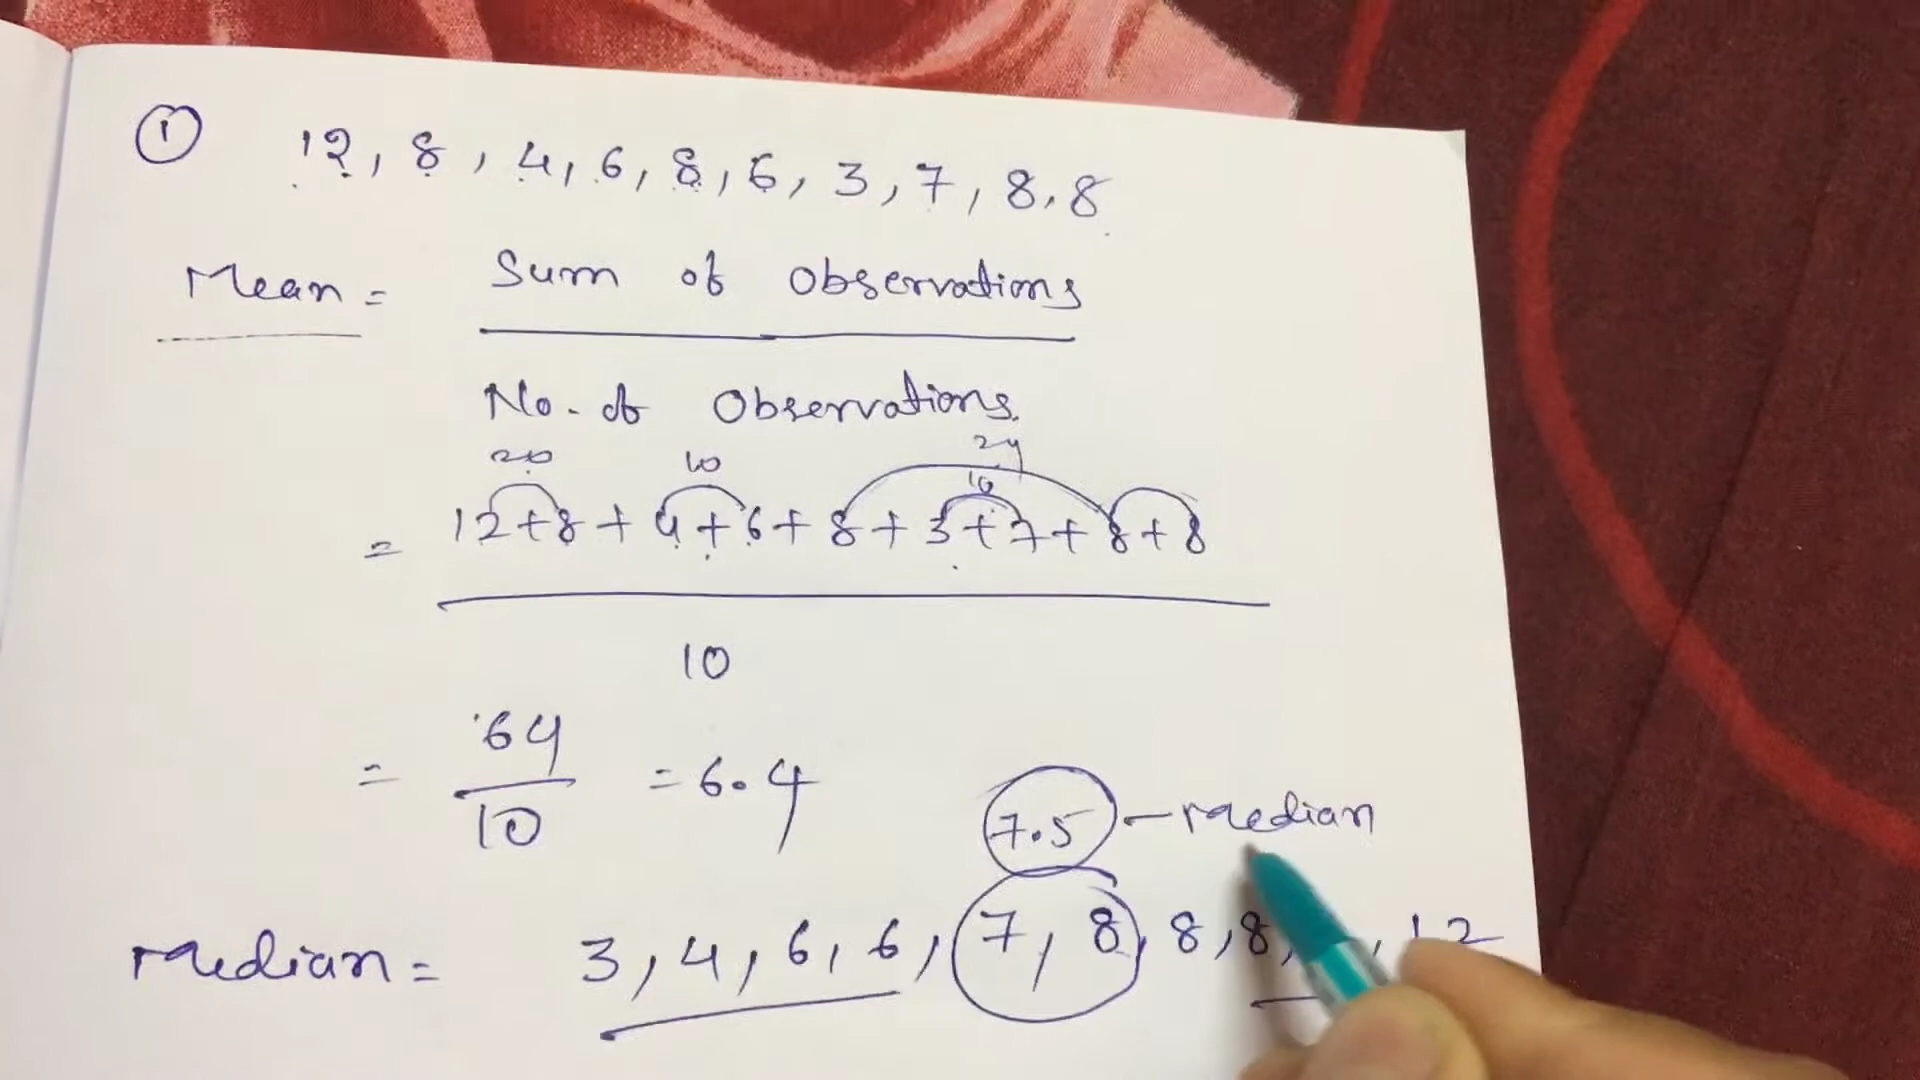 1
12, 8, 4, 6, 8, 6, 3, 7, 8, 8
Mean = Sum of Observations
No. of Observations.
20 10 10 24
= 12+8+4+6+8+3+7+8+8
10
= 64
10
= 6.4
7.5 - median
median = 3, 4, 6, 6, 7, 8, 8, 8, , 12